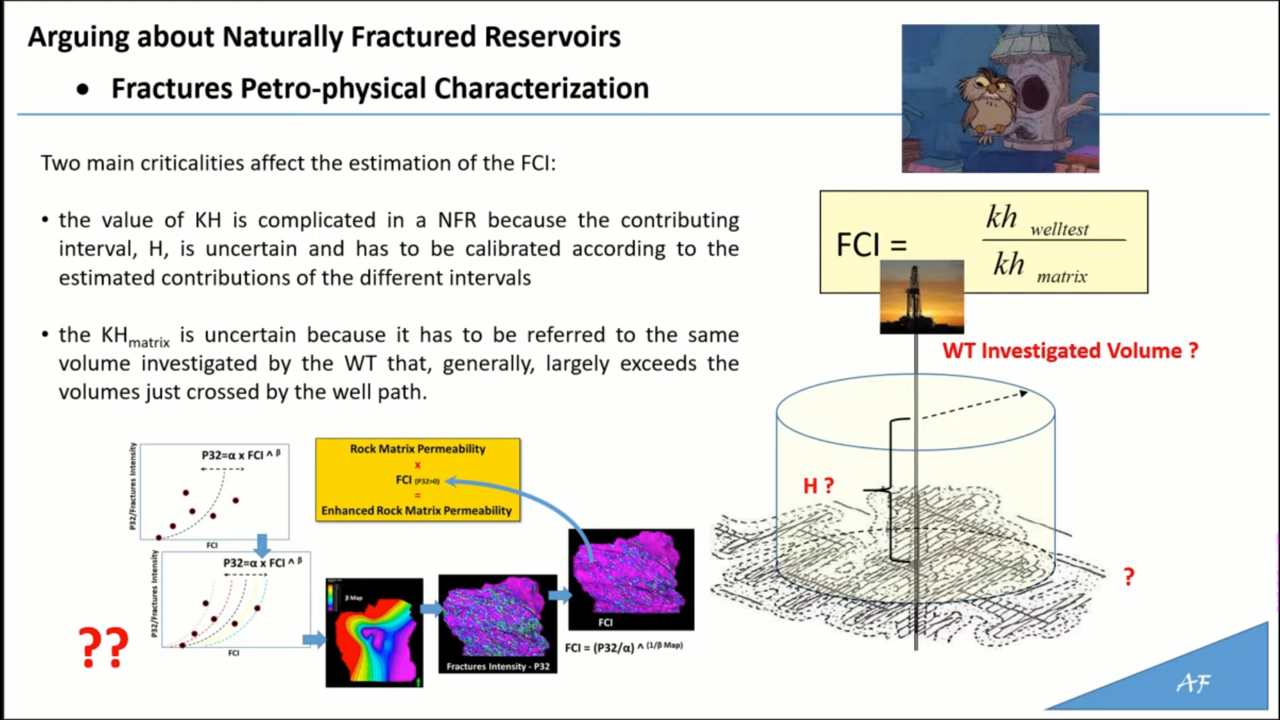 Arguing about Naturally Fractured Reservoirs
• Fractures Petro-physical Characterization
Two main criticalities affect the estimation of the FCI:
• the value of KH is complicated in a NFR because the contributing
interval, H, is uncertain and has to be calibrated according to the
estimated contributions of the different intervals
• the KHmatrix is uncertain because it has to be referred to the same
volume investigated by the WT that, generally, largely exceeds the
volumes just crossed by the well path.
FCI =
kh welltest
kh matrix
WT Investigated Volume ?
H ?
?
P32=α x FCI ^ β
P32/Fractures Intensity
FCI
Rock Matrix Permeability
x
FCI (P32>0)
=
Enhanced Rock Matrix Permeability
P32=α x FCI ^ β
P32/Fractures Intensity
FCI
??
β Map
Fractures Intensity - P32
FCI
FCI = (P32/α) ^ (1/β Map)
AF